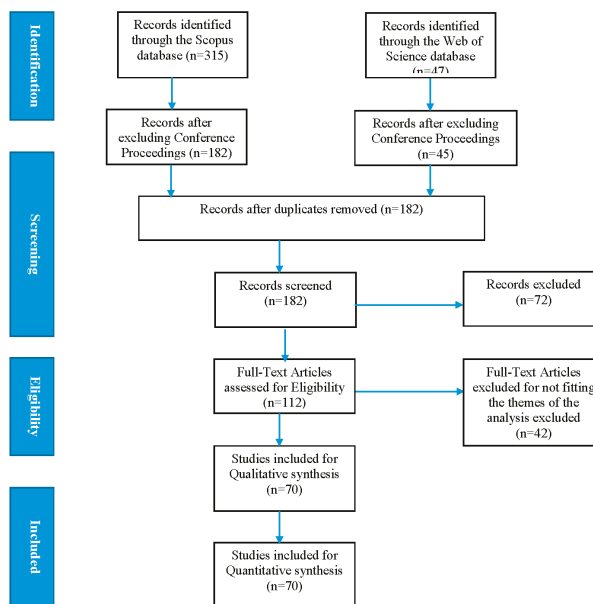 Identification
Records identified
through the Scopus
database (n=315)
Records identified
through the Web of
Science database
(n=47)
Records after
excluding Conference
Proceedings (n=182)
Records after excluding
Conference Proceedings
(n=45)
Screening
Records after duplicates removed (n=182)
Records screened
(n=182)
Records excluded
(n=72)
Eligibility
Full-Text Articles
assessed for Eligibility
(n=112)
Full-Text Articles
excluded for not fitting
the themes of the
analysis excluded
(n=42)
Studies included for
Qualitative synthesis
(n=70)
Included
Studies included for
Quantitative synthesis
(n=70)